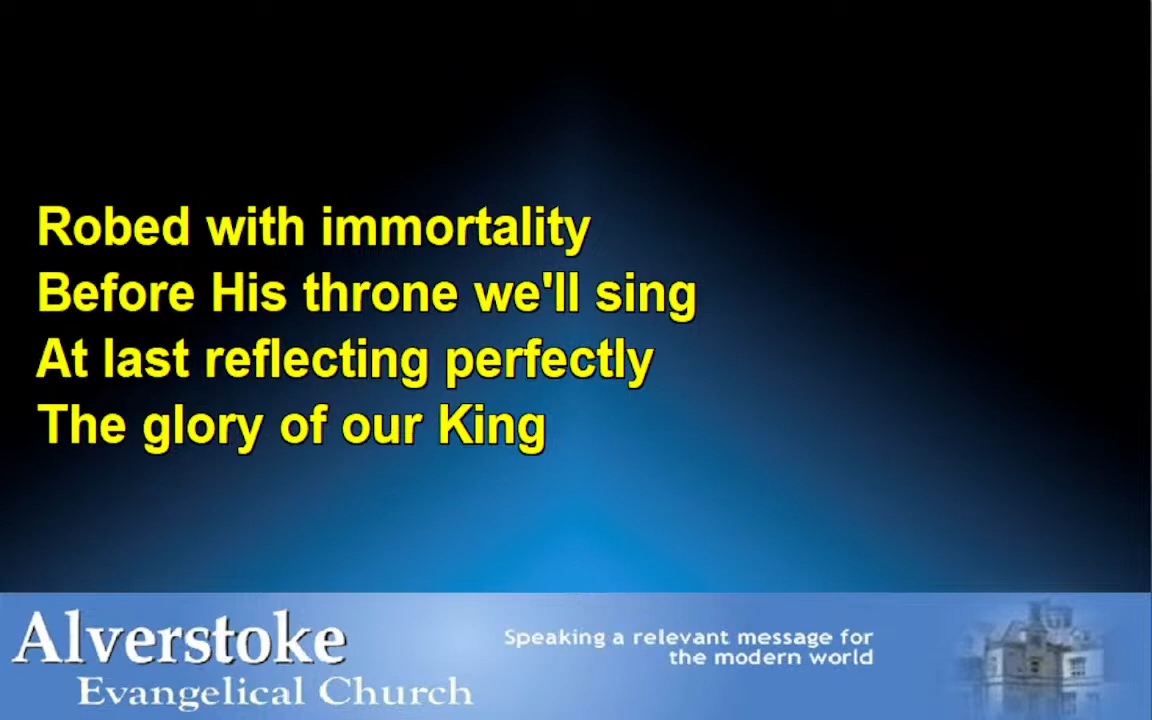 Robed with immortality
Before His throne we'll sing
At last reflecting perfectly
The glory of our King
Alverstoke
Evangelical Church
Speaking a relevant message for
the modern world